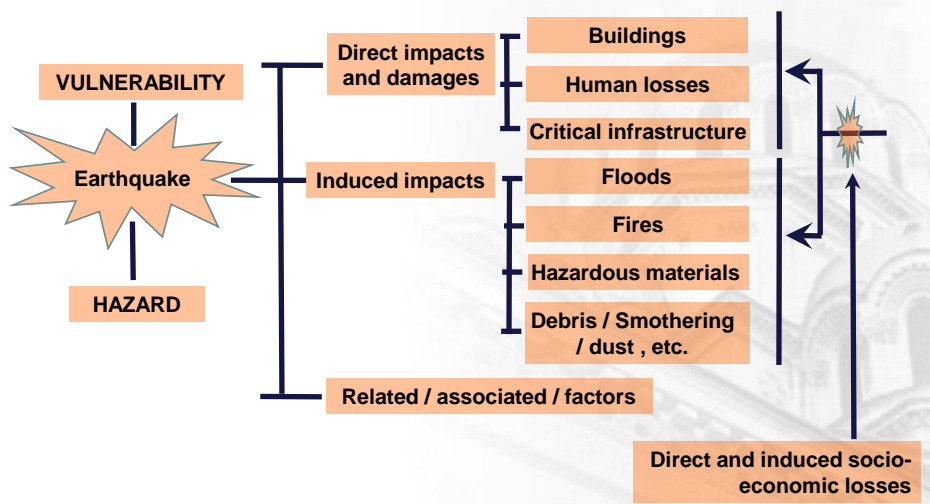 VULNERABILITY
Earthquake
HAZARD
Direct impacts
and damages
Buildings
Human losses
Critical infrastructure
Induced impacts
Floods
Fires
Hazardous materials
Debris / Smothering
/ dust , etc.
Related / associated / factors
Direct and induced socio-
economic losses